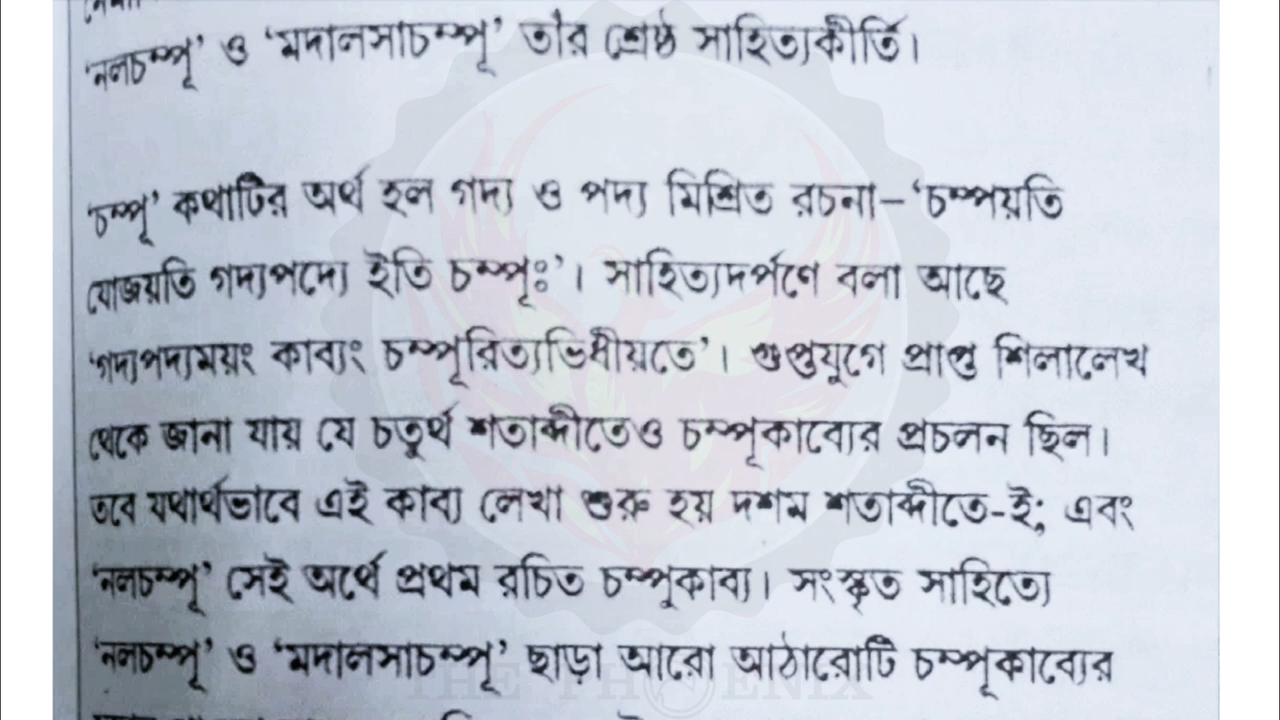 'নলচম্পূ' ও 'মদালসাচম্পূ' তাঁর শ্রেষ্ঠ সাহিত্যকীর্তি।
'চম্পূ' কথাটির অর্থ হল গদ্য ও পদ্য মিশ্রিত রচনা–'চম্পয়তি
যোজয়তি গদ্যপদ্যে ইতি চম্পূঃ'। সাহিত্যদর্পণে বলা আছে
'গদ্যপদ্যময়ং কাব্যং চম্পূরিত্যভিধীয়তে'। গুপ্তযুগে প্রাপ্ত শিলালেখ
থেকে জানা যায় যে চতুর্থ শতাব্দীতেও চম্পূকাব্যের প্রচলন ছিল।
তবে যথার্থভাবে এই কাব্য লেখা শুরু হয় দশম শতাব্দীতে-ই; এবং
'নলচম্পূ' সেই অর্থে প্রথম রচিত চম্পুকাব্য। সংস্কৃত সাহিত্যে
'নলচম্পূ' ও 'মদালসাচম্পূ' ছাড়া আরো আঠারোটি চম্পূকাব্যের
THE PHOENIX